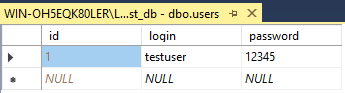 WIN-OH5EQK80LER\L...st_db - dbo.users
id login password
1 testuser 12345
NULL NULL NULL